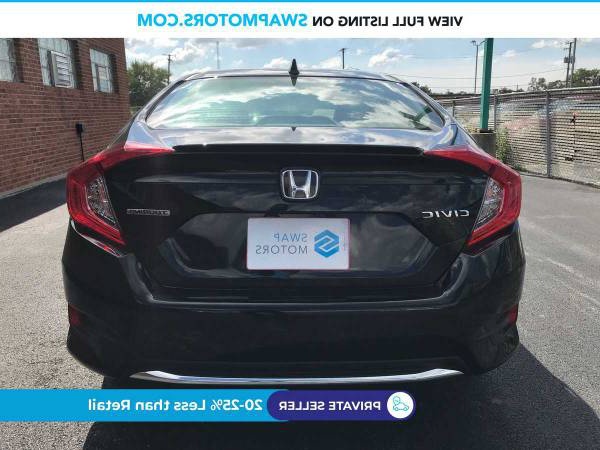 VIEW FULL LISTING ON SWAPMOTORS.COM
CIVIC
SWAP
MOTORS
PRIVATE SELLER
20-25% Less than Retail